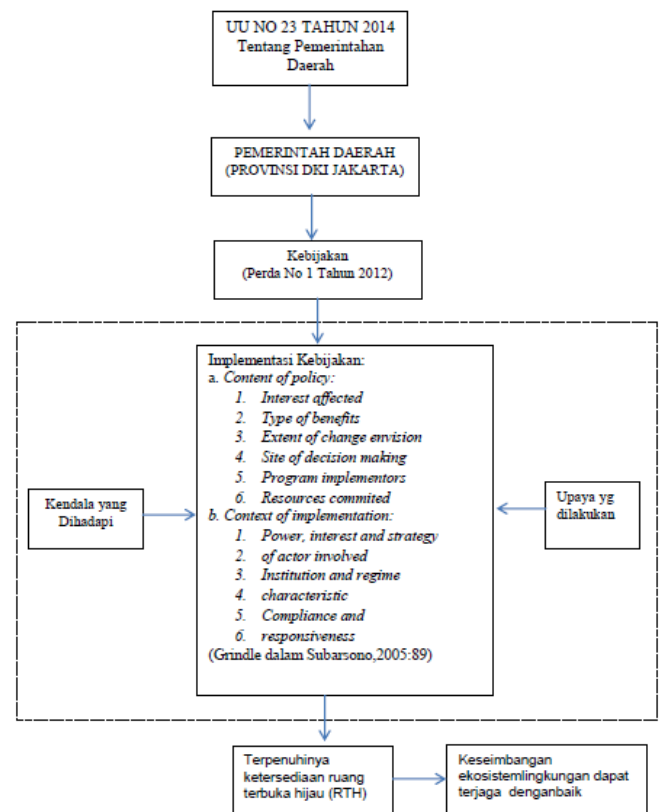 UU NO 23 TAHUN 2014
Tentang Pemerintahan
Daerah
PEMERINTAH DAERAH
(PROVINSI DKI JAKARTA)
Kebijakan
(Perda No 1 Tahun 2012)
Implementasi Kebijakan:
a. Content of policy:
1. Interest affected
2. Type of benefits
3. Extent of change envision
4. Site of decision making
5. Program implementors
6. Resources commited
b. Context of implementation:
1. Power, interest and strategy
2. of actor involved
3. Institution and regime
4. characteristic
5. Compliance and
6. responsiveness
(Grindle dalam Subarsono,2005:89)
Kendala yang
Dihadapi
Upaya yg
dilakukan
Terpenuhinya
ketersediaan ruang
terbuka hijau (RTH)
Keseimbangan
ekosistemlingkungan dapat
terjaga denganbaik